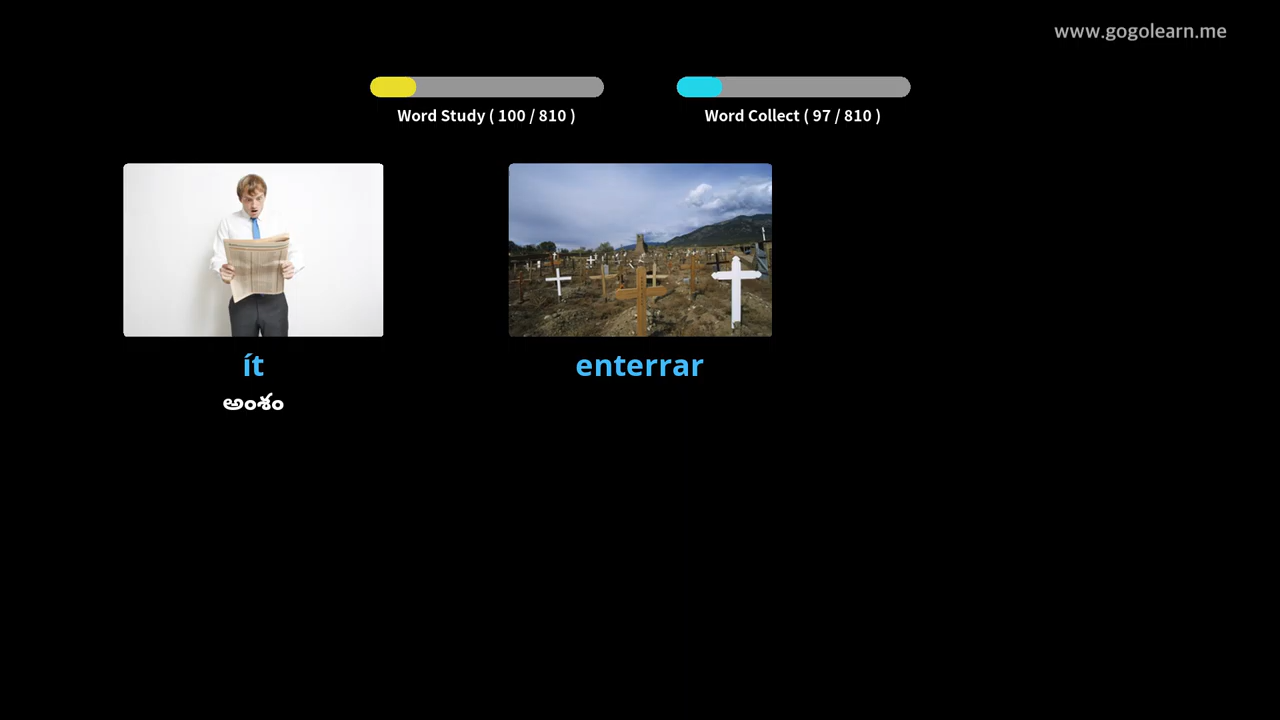 www.gogolearn.me
Word Study ( 100 / 810 )
Word Collect ( 97 / 810 )
ít
అంశం
enterrar